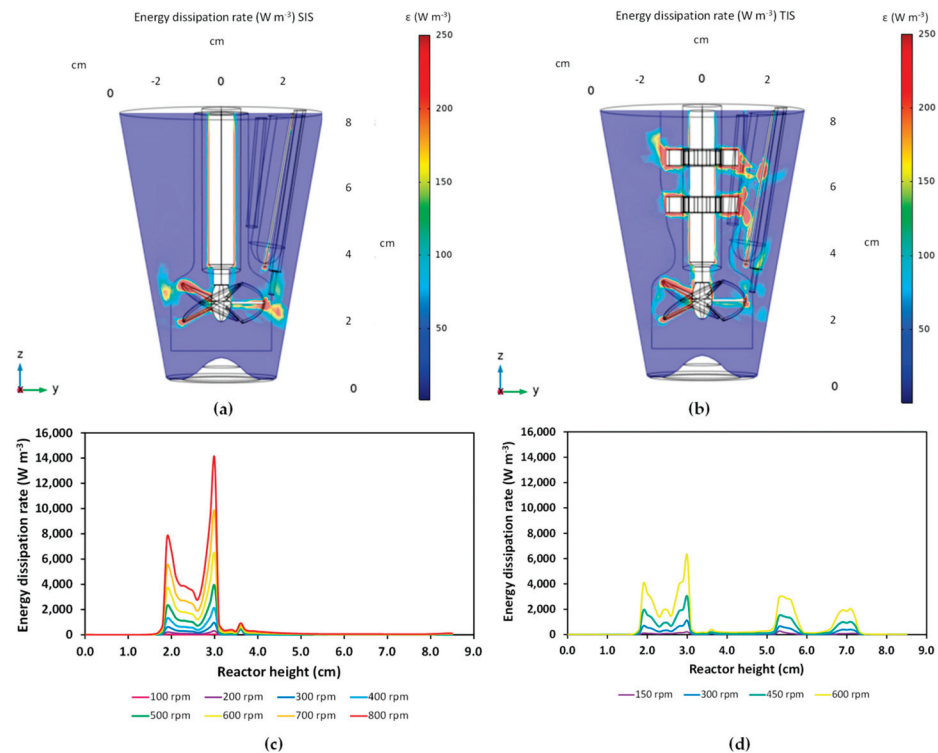 Energy dissipation rate (W m⁻³) SIS
ε (W m⁻³)
cm
cm
0
-2
0
2
8
6
cm
4
2
0
250
200
150
100
50
z
y
x
(a)
Energy dissipation rate (W m⁻³) TIS
ε (W m⁻³)
cm
cm
0
-2
0
2
8
6
cm
4
2
0
250
200
150
100
50
z
y
x
(b)
Energy dissipation rate (W m⁻³)
16,000
14,000
12,000
10,000
8,000
6,000
4,000
2,000
0
0.0 1.0 2.0 3.0 4.0 5.0 6.0 7.0 8.0 9.0
Reactor height (cm)
100 rpm 200 rpm 300 rpm 400 rpm
500 rpm 600 rpm 700 rpm 800 rpm
(c)
Energy dissipation rate (W m⁻³)
16,000
14,000
12,000
10,000
8,000
6,000
4,000
2,000
0
0.0 1.0 2.0 3.0 4.0 5.0 6.0 7.0 8.0 9.0
Reactor height (cm)
150 rpm 300 rpm 450 rpm 600 rpm
(d)